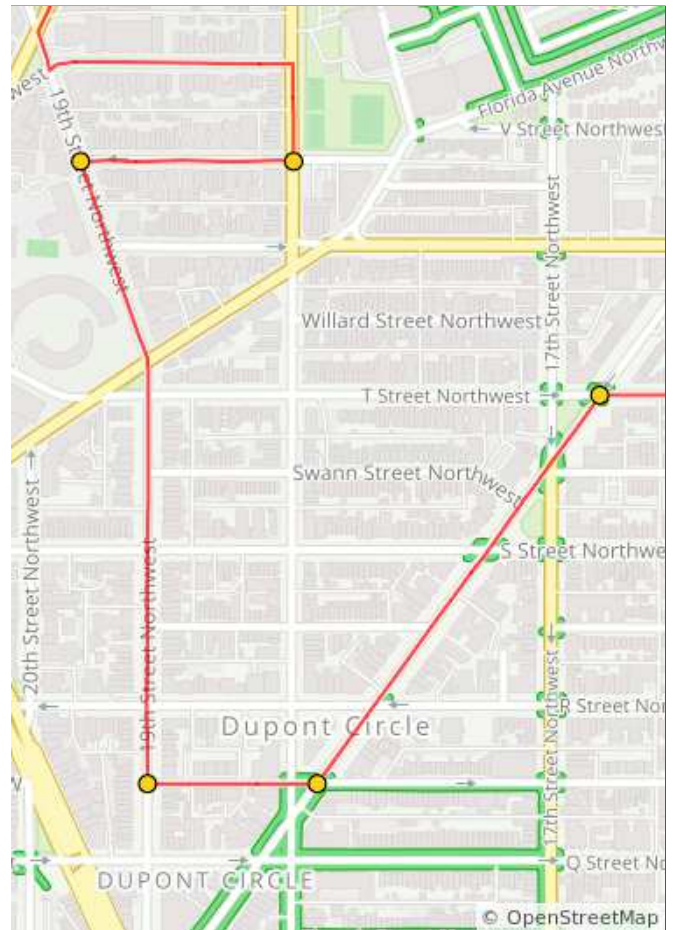 Florida Avenue Northw
west
19th Street Northwest
V Street Northwest
17th Street Northwest
Willard Street Northwest
T Street Northwest
Swann Street Northwest
20th Street Northwest
19th Street Northwest
S Street Northwe
17th Street Northwest
R Street Nor
Dupont Circle
W
Q Street No
DUPONT CIRCLE
© OpenStreetMap